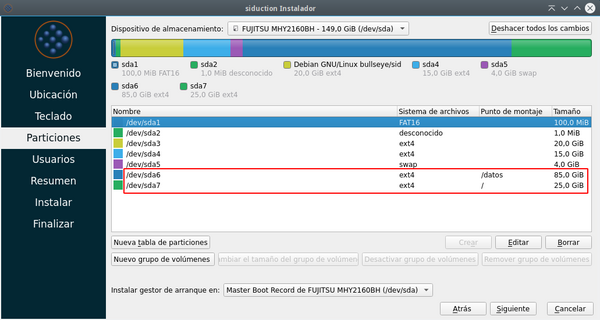 siduction Instalador
Dispositivo de almacenamiento: FUJITSU MHY2160BH - 149,0 GiB (/dev/sda) Deshacer todos los cambios
Bienvenido
Ubicación
Teclado
Particiones
Usuarios
Resumen
Instalar
Finalizar
sda1 sda2 Debian GNU/Linux bullseye/sid sda4 sda5
100,0 MiB FAT16 1,0 MiB desconocido 20,0 GiB ext4 15,0 GiB ext4 4,0 GiB swap
sda6 sda7
85,0 GiB ext4 25,0 GiB ext4
Nombre Sistema de archivos Punto de montaje Tamaño
/dev/sda1 FAT16 100,0 MiB
/dev/sda2 desconocido 1,0 MiB
/dev/sda3 ext4 20,0 GiB
/dev/sda4 ext4 15,0 GiB
/dev/sda5 swap 4,0 GiB
/dev/sda6 ext4 /datos 85,0 GiB
/dev/sda7 ext4 / 25,0 GiB
Nueva tabla de particiones Crear Editar Borrar
Nuevo grupo de volúmenes mbiar el tamaño del grupo de volúmen Desactivar grupo de volúmenes Remover grupo de volúmenes
Instalar gestor de arranque en: Master Boot Record de FUJITSU MHY2160BH (/dev/sda)
Atrás Siguiente Cancelar